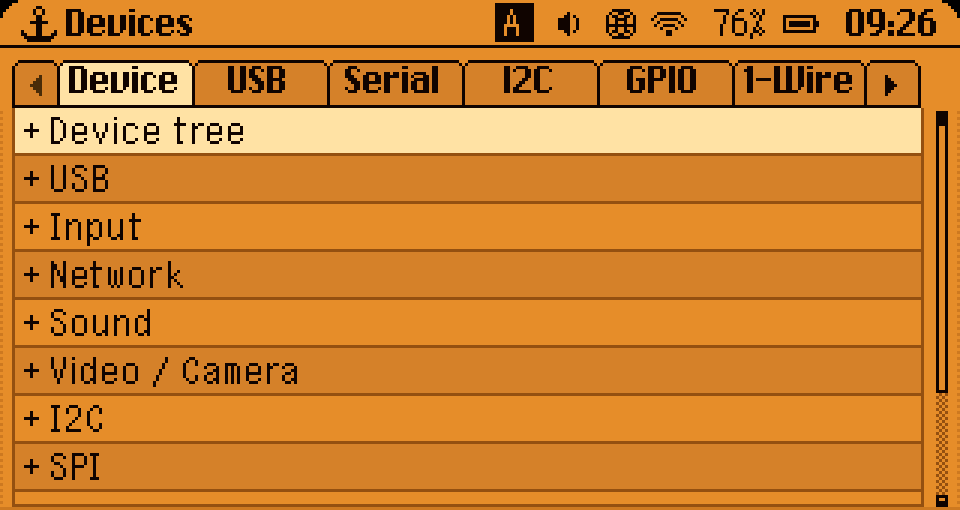 Devices A 76% 09:26
Device USB Serial I2C GPIO 1-Wire
+ Device tree
+ USB
+ Input
+ Network
+ Sound
+ Video / Camera
+ I2C
+ SPI